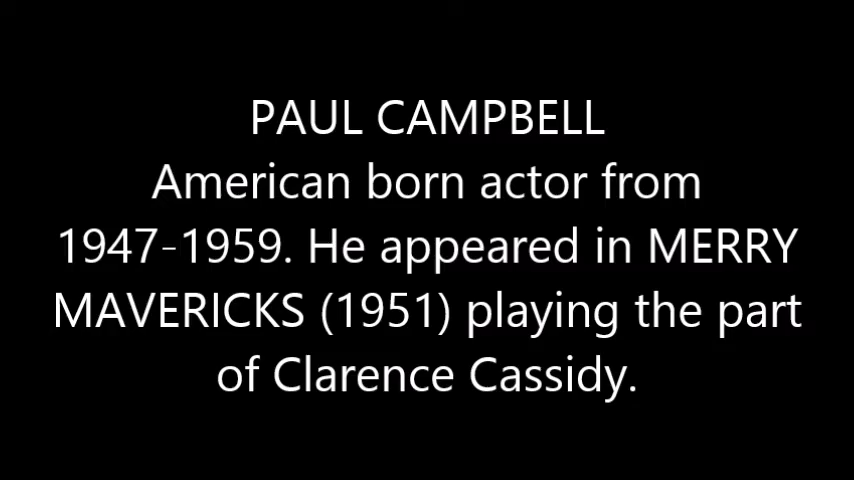 PAUL CAMPBELL
American born actor from
1947-1959. He appeared in MERRY
MAVERICKS (1951) playing the part
of Clarence Cassidy.